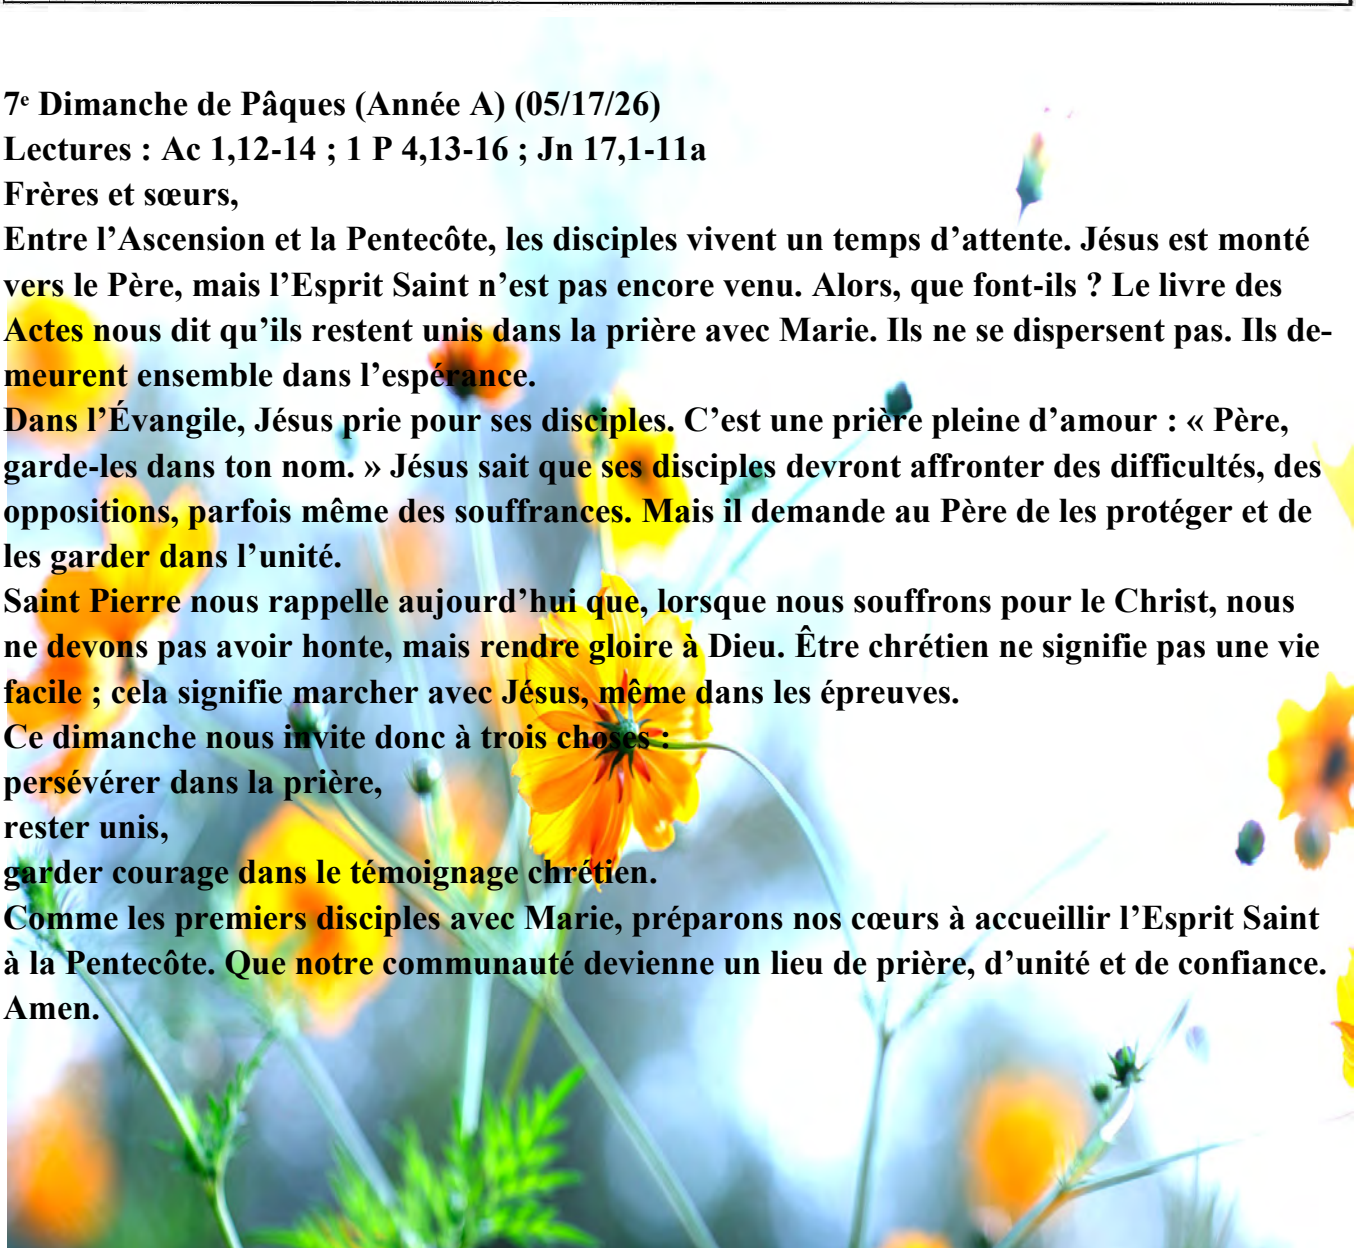 7ᵉ Dimanche de Pâques (Année A) (05/17/26)
Lectures : Ac 1,12-14 ; 1 P 4,13-16 ; Jn 17,1-11a
Frères et sœurs,
Entre l’Ascension et la Pentecôte, les disciples vivent un temps d’attente. Jésus est monté
vers le Père, mais l’Esprit Saint n’est pas encore venu. Alors, que font-ils ? Le livre des
Actes nous dit qu’ils restent unis dans la prière avec Marie. Ils ne se dispersent pas. Ils de-
meurent ensemble dans l’espérance.
Dans l’Évangile, Jésus prie pour ses disciples. C’est une prière pleine d’amour : « Père,
garde-les dans ton nom. » Jésus sait que ses disciples devront affronter des difficultés, des
oppositions, parfois même des souffrances. Mais il demande au Père de les protéger et de
les garder dans l’unité.
Saint Pierre nous rappelle aujourd’hui que, lorsque nous souffrons pour le Christ, nous
ne devons pas avoir honte, mais rendre gloire à Dieu. Être chrétien ne signifie pas une vie
facile ; cela signifie marcher avec Jésus, même dans les épreuves.
Ce dimanche nous invite donc à trois choses :
persévérer dans la prière,
rester unis,
garder courage dans le témoignage chrétien.
Comme les premiers disciples avec Marie, préparons nos cœurs à accueillir l’Esprit Saint
à la Pentecôte. Que notre communauté devienne un lieu de prière, d’unité et de confiance.
Amen.